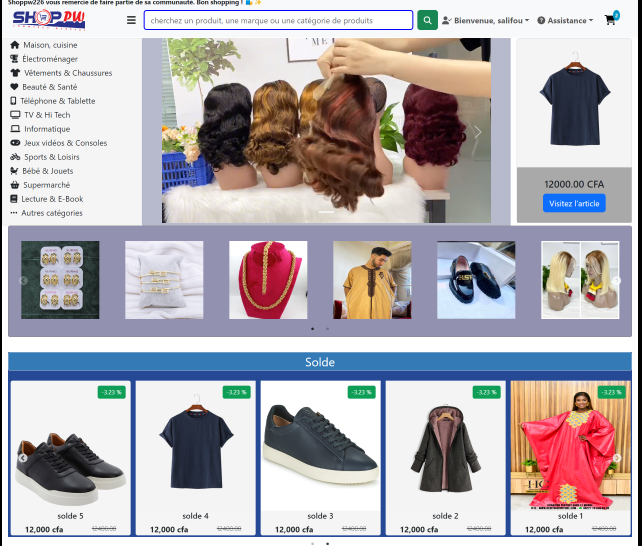 Shoppw226 vous remercie de faire partie de sa communauté. Bon shopping !
SHOP PW
cherchez un produit, une marque ou une catégorie de produits
Bienvenue, salifou
Assistance
0
Maison, cuisine
Électroménager
Vêtements & Chaussures
Beauté & Santé
Téléphone & Tablette
TV & Hi Tech
Informatique
Jeux vidéos & Consoles
Sports & Loisirs
Bébé & Jouets
Supermarché
Lecture & E-Book
Autres catégories
ME
12000.00 CFA
Visitez l'article
Solde
-3.23 %
-3.23 %
-3.23 %
-3.23 %
-3.23 %
solde 5
solde 4
solde 3
solde 2
solde 1
12,000 cfa
12400.00
12,000 cfa
12400.00
12,000 cfa
12400.00
12,000 cfa
12400.00
12,000 cfa
12400.00